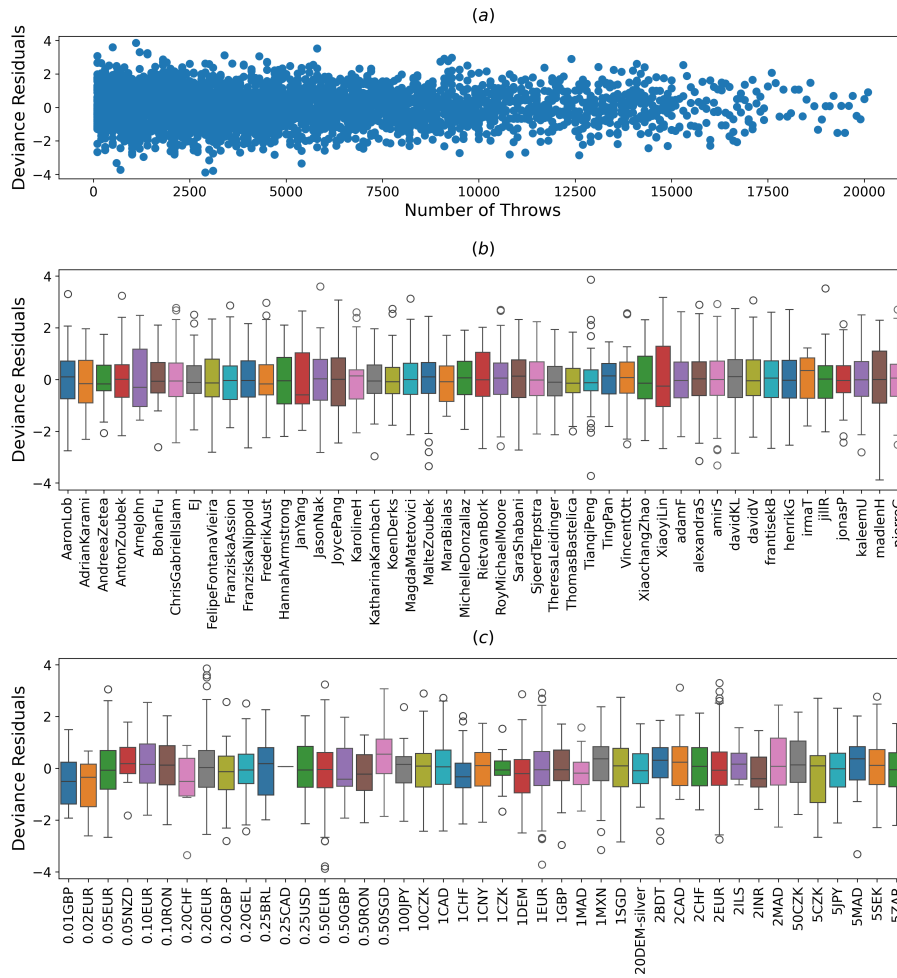 (a)
Deviance Residuals
4
2
0
−2
−4
0 2500 5000 7500 10000 12500 15000 17500 20000
Number of Throws
(b)
Deviance Residuals
4
2
0
−2
−4
AaronLob
AdrianKarami
AndreeaZetea
AntonZoubek
ArneJohn
BohanFu
ChrisGabrielIslam
EJ
FelipeFontanaVieira
FranziskaAssion
FranziskaNippold
FrederikAust
HannahArmstrong
JanYang
JasonNak
JoycePang
KarolineH
KatharinaKarnbach
KoenDerks
MagdaMatetovici
MalteZoubek
MaraBialas
MichelleDonzallaz
RietvanBork
RoyMichaelMoore
SaraShabani
SjoerdTerpstra
TheresaLeidinger
ThomasBastelica
TianqiPeng
TingPan
VincentOtt
XiaochangZhao
XiaoyiLin
adamF
alexandraS
amirS
davidKL
davidV
frantisekB
henrikG
irmaT
jillR
jonasP
kaleemU
madenH
(c)
Deviance Residuals
4
2
0
−2
−4
0.01GBP
0.02EUR
0.05EUR
0.05NZD
0.10EUR
0.10RON
0.20CHF
0.20EUR
0.20GBP
0.20GEL
0.25BRL
0.25CAD
0.25USD
0.50EUR
0.50GBP
0.50RON
0.50SGD
100JPY
10CZK
1CAD
1CHF
1CNY
1CZK
1DEM
1EUR
1GBP
1MAD
1MXN
1SGD
20DEM-silver
2BDT
2CAD
2CHF
2EUR
2ILS
2INR
2MAD
50CZK
5CZK
5JPY
5MAD
5SEK
5ZAR